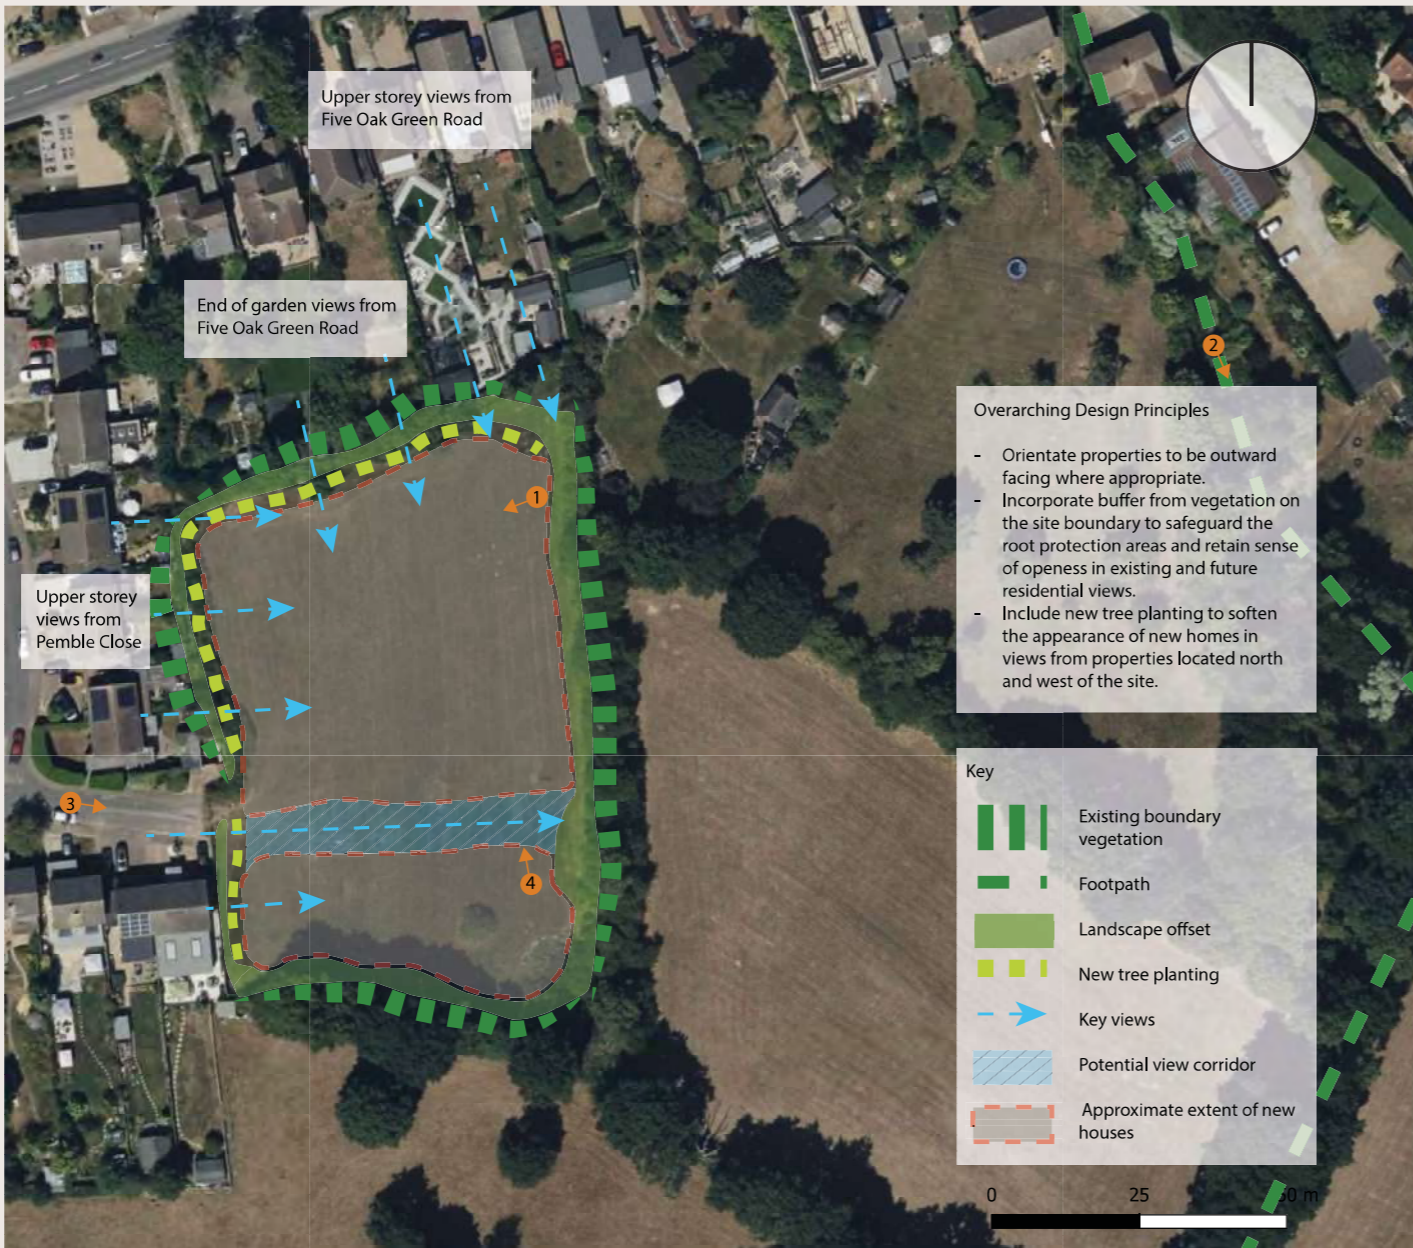 Upper storey views from
Five Oak Green Road
End of garden views from
Five Oak Green Road
Upper storey
views from
Pemble Close
1
2
3
4
Overarching Design Principles
- Orientate properties to be outward
facing where appropriate.
- Incorporate buffer from vegetation on
the site boundary to safeguard the
root protection areas and retain sense
of openess in existing and future
residential views.
- Include new tree planting to soften
the appearance of new homes in
views from properties located north
and west of the site.
Key
Existing boundary
vegetation
Footpath
Landscape offset
New tree planting
Key views
Potential view corridor
Approximate extent of new
houses
0 25 50 m